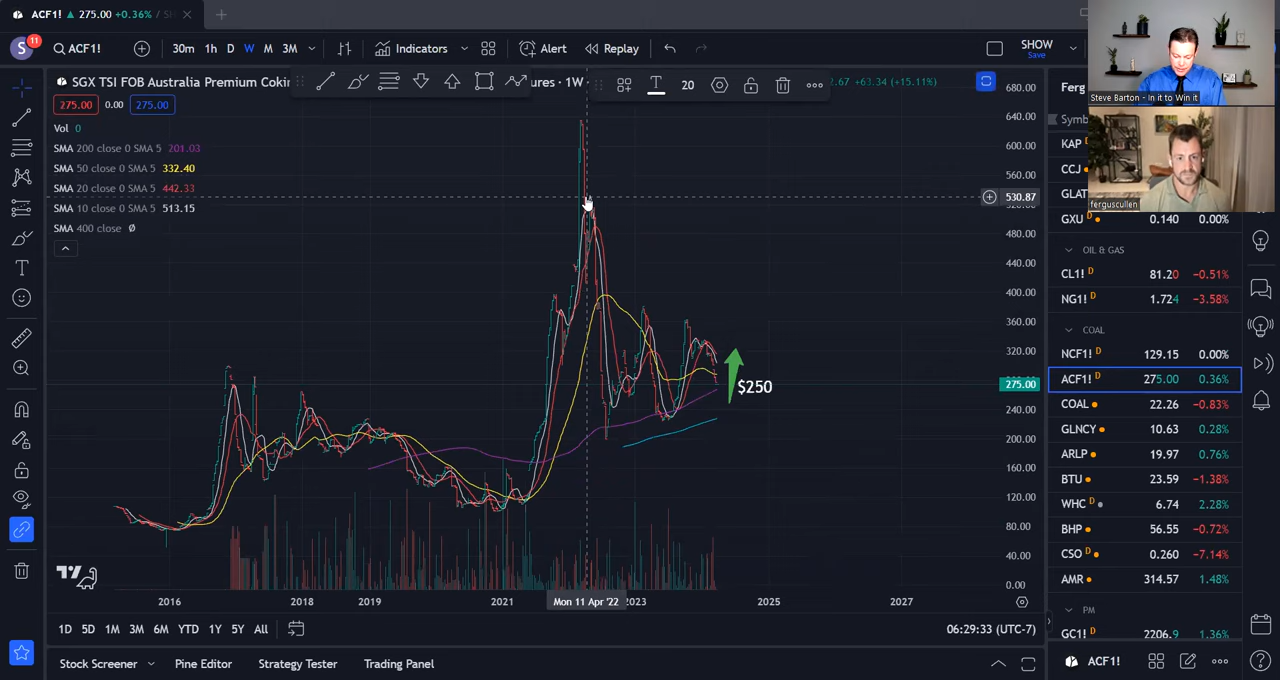 ACF1! ▲ 275.00 +0.36% / SH
S 11 ACF1! 30m 1h D W M 3M Indicators Alert Replay SHOW
Save
SGX TSI FOB Australia Premium Cokin ures · 1W 20 2.67 +63.34 (+15.11%)
275.00 0.00 275.00
Vol 0
SMA 200 close 0 SMA 5 201.03
SMA 50 close 0 SMA 5 332.40
SMA 20 close 0 SMA 5 442.33
SMA 10 close 0 SMA 5 513.15
SMA 400 close Ø
$250
680.00
640.00
600.00
560.00
530.87
480.00
440.00
400.00
360.00
320.00
275.00
240.00
200.00
160.00
120.00
80.00
40.00
0.00
2016 2018 2019 2021 Mon 11 Apr '22 2023 2025 2027
1D 5D 1M 3M 6M YTD 1Y 5Y All 06:29:33 (UTC-7)
Stock Screener Pine Editor Strategy Tester Trading Panel
Steve Barton - In it to Win it
ferguscullen
Ferg
Symb
KAP D
CCJ
GLAT
GXU D 0.140 0.00%
OIL & GAS
CL1! D 81.20 −0.51%
NG1! D 1.724 −3.58%
COAL
NCF1! D 129.15 0.00%
ACF1! D 275.00 0.36%
COAL 22.26 −0.83%
GLNCY 10.63 0.28%
ARLP 19.97 0.76%
BTU 23.59 −1.38%
WHC D 6.74 2.28%
BHP 56.55 −0.72%
CSO D 0.260 −7.14%
AMR 314.57 1.48%
PM
GC1! D 2206.9 1.36%
ACF1!